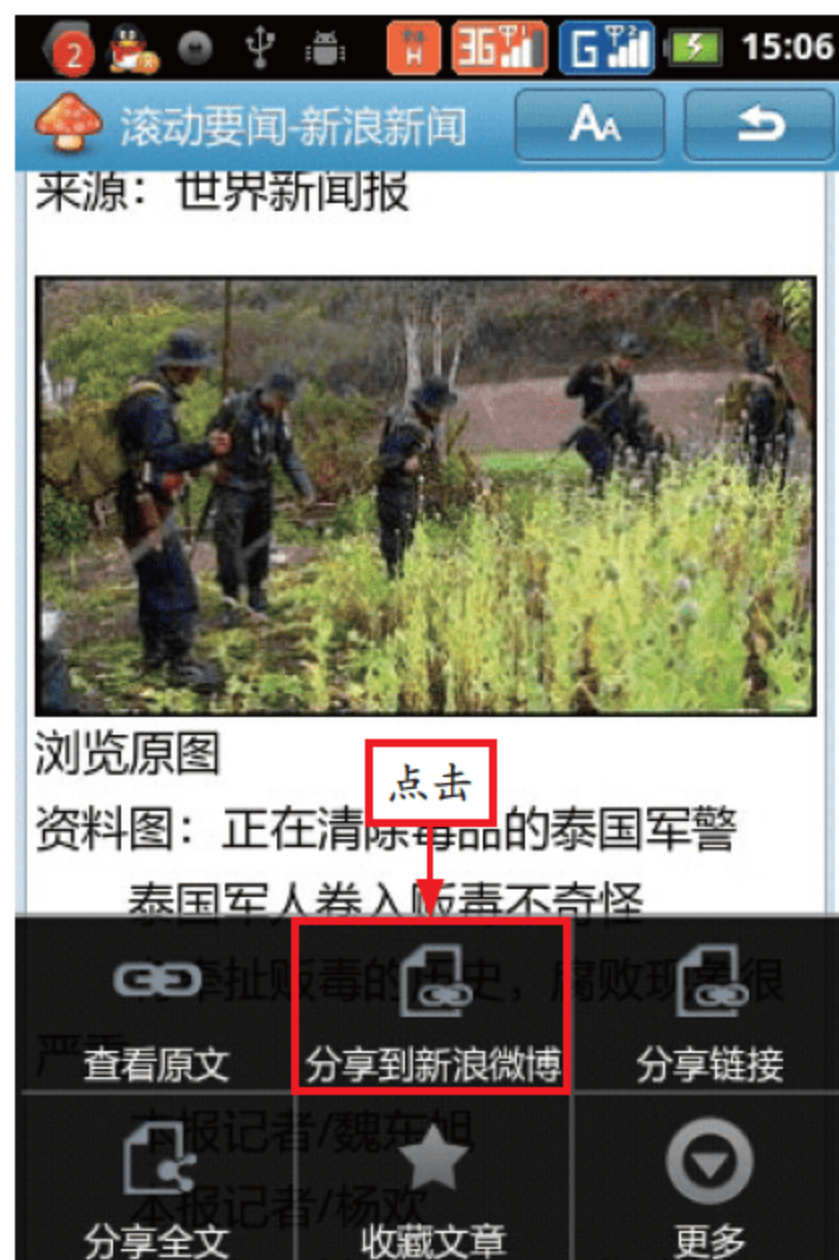 2 H 3G 1 G 2 15:06
滚动要闻-新浪新闻 AA
来源：世界新闻报
浏览原图
点击
资料图：正在清除毒品的泰国军警
泰国军人卷入贩毒不奇怪
牵扯贩毒的历史，腐败现象很
严重
查看原文 分享到新浪微博 分享链接
本报记者/魏东旭
本报记者/杨欢
分享全文 收藏文章 更多